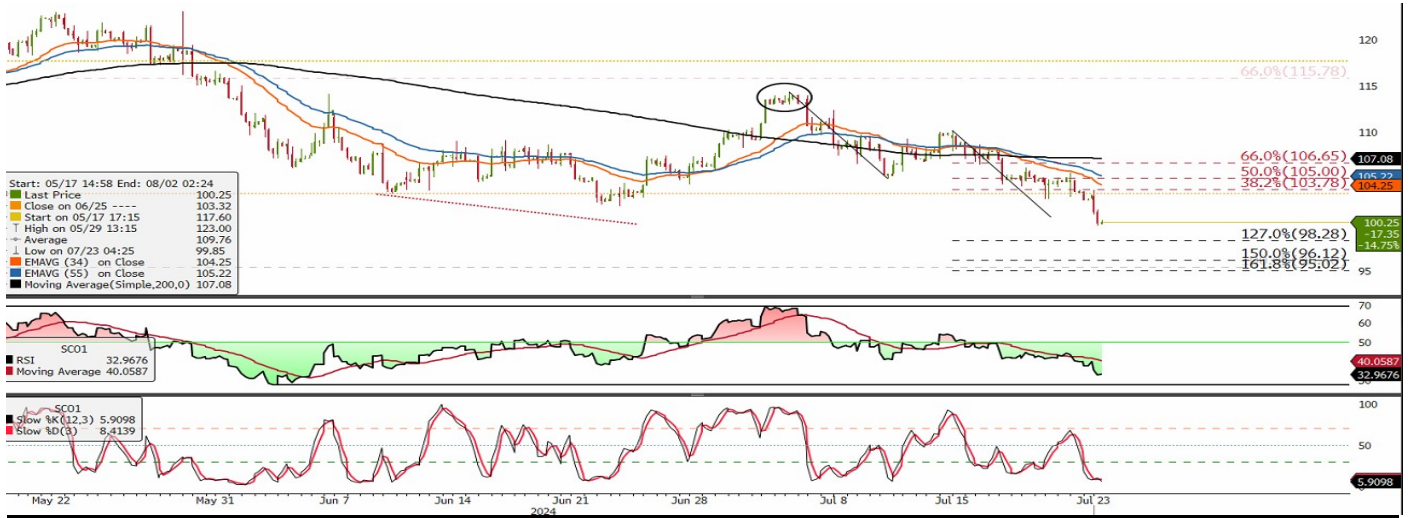 120
66.0%(115.78)
115
110
66.0%(106.65)
107.08
50.0%(105.00)
105.22
38.2%(103.78)
104.25
100.25
-17.35
-14.75%
127.0%(98.28)
150.0%(96.12)
161.8%(95.02)
95
Start: 05/17 14:58 End: 08/02 02:24
Last Price 100.25
Close on 06/25 ---- 103.32
Start on 05/17 17:15 117.60
High on 05/29 13:15 123.00
Average 109.76
Low on 07/23 04:25 99.85
EMAVG (34) on Close 104.25
EMAVG (55) on Close 105.22
Moving Average(Simple,200,0) 107.08
70
60
50
40.0587
32.9676
30
SCO1
RSI 32.9676
Moving Average 40.0587
100
50
5.9098
SCO1
Slow %K(12,3) 5.9098
Slow %D(3) 8.4139
May 22 May 31 Jun 7 Jun 14 Jun 21 Jun 28 Jul 8 Jul 15 Jul 23
2024